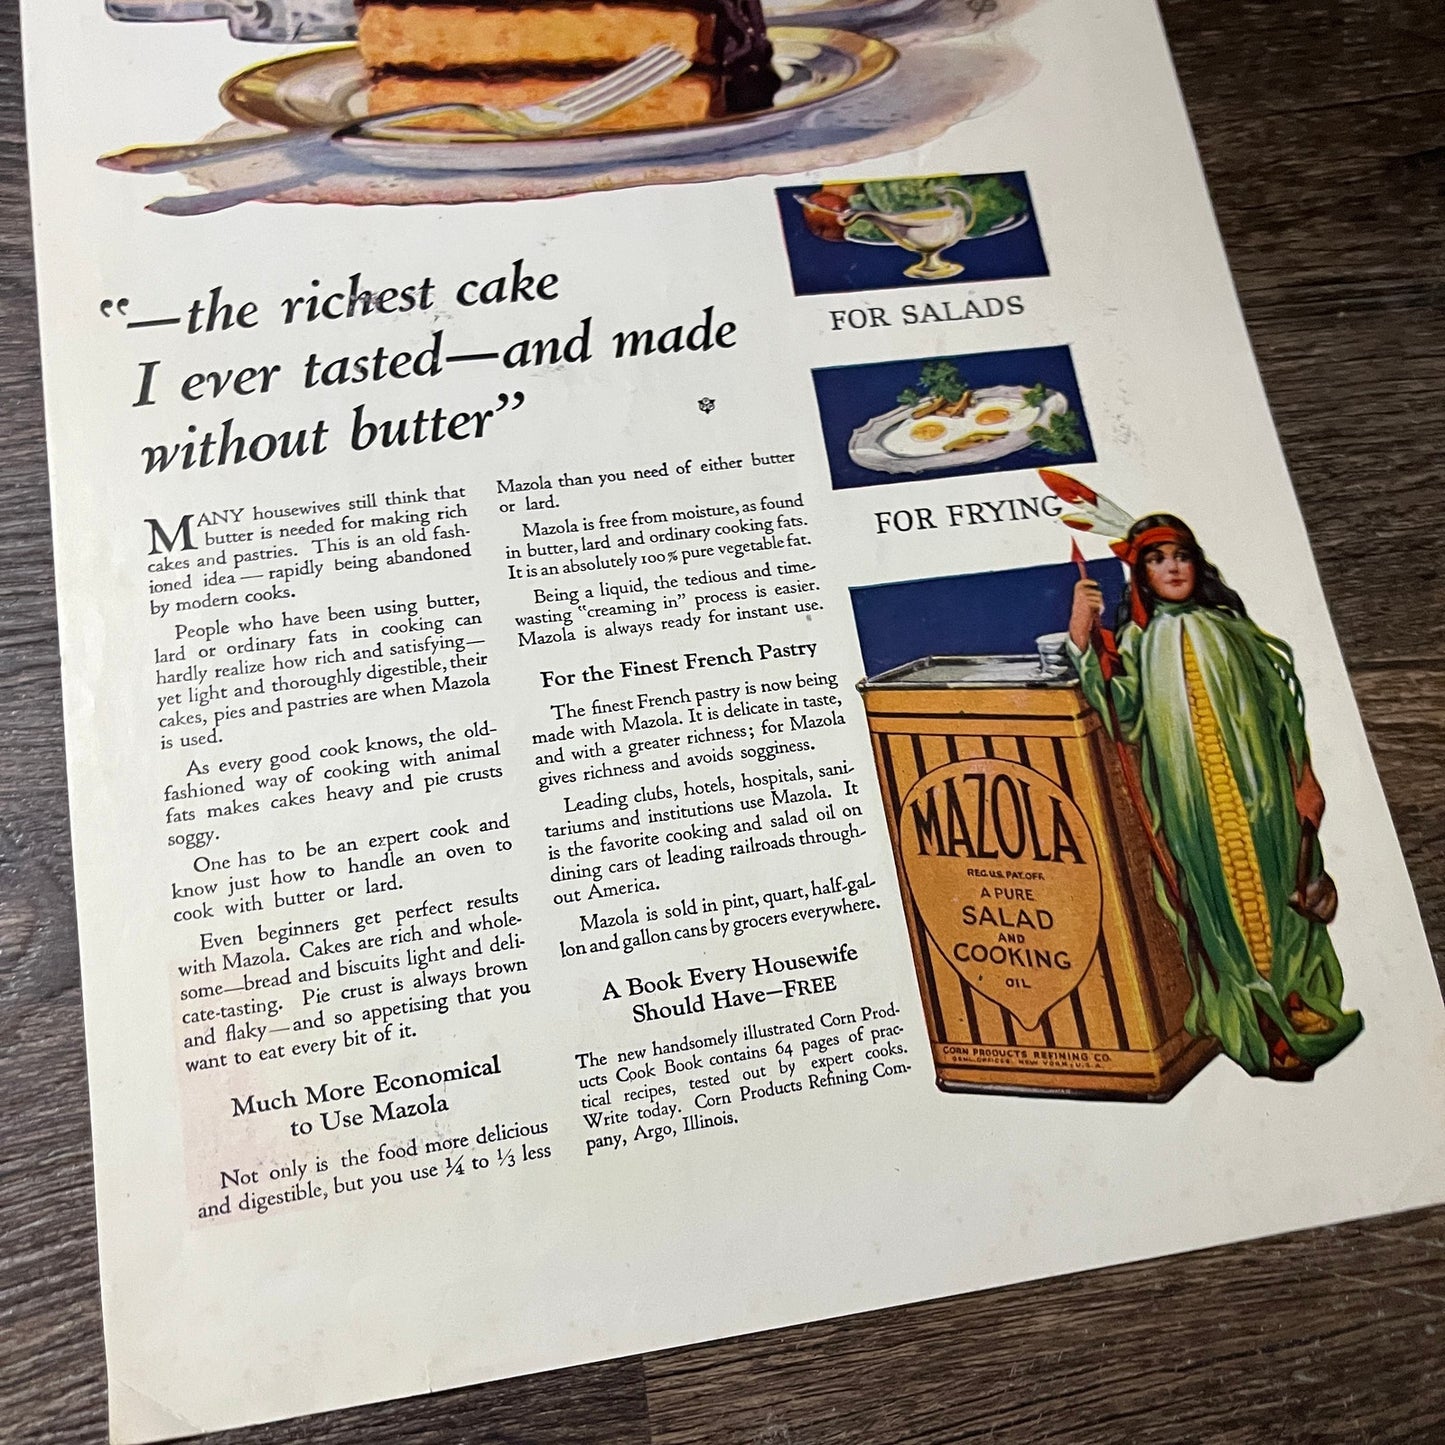 “—the richest cake
I ever tasted—and made
without butter”
MANY housewives still think that
butter is needed for making rich
cakes and pastries. This is an old fash-
ioned idea — rapidly being abandoned
by modern cooks.
People who have been using butter,
lard or ordinary fats in cooking can
hardly realize how rich and satisfying—
yet light and thoroughly digestible, their
cakes, pies and pastries are when Mazola
is used.
As every good cook knows, the old-
fashioned way of cooking with animal
fats makes cakes heavy and pie crusts
soggy.
One has to be an expert cook and
know just how to handle an oven to
cook with butter or lard.
Even beginners get perfect results
with Mazola. Cakes are rich and whole-
some—bread and biscuits light and deli-
cate-tasting. Pie crust is always brown
and flaky—and so appetising that you
want to eat every bit of it.
Much More Economical
to Use Mazola
Not only is the food more delicious
and digestible, but you use ¼ to ⅓ less
Mazola than you need of either butter
or lard.
Mazola is free from moisture, as found
in butter, lard and ordinary cooking fats.
It is an absolutely 100% pure vegetable fat.
Being a liquid, the tedious and time-
wasting “creaming in” process is easier.
Mazola is always ready for instant use.
For the Finest French Pastry
The finest French pastry is now being
made with Mazola. It is delicate in taste,
and with a greater richness; for Mazola
gives richness and avoids sogginess.
Leading clubs, hotels, hospitals, sani-
tariums and institutions use Mazola. It
is the favorite cooking and salad oil on
dining cars of leading railroads through-
out America.
Mazola is sold in pint, quart, half-gal-
lon and gallon cans by grocers everywhere.
A Book Every Housewife
Should Have—FREE
The new handsomely illustrated Corn Prod-
ucts Cook Book contains 64 pages of prac-
tical recipes, tested out by expert cooks.
Write today. Corn Products Refining Com-
pany, Argo, Illinois.
FOR SALADS
FOR FRYING
MAZOLA
REG. U.S. PAT. OFF.
A PURE
SALAD
AND
COOKING
OIL
CORN PRODUCTS REFINING CO.
GENL. OFFICES. NEW YORK, U.S.A.